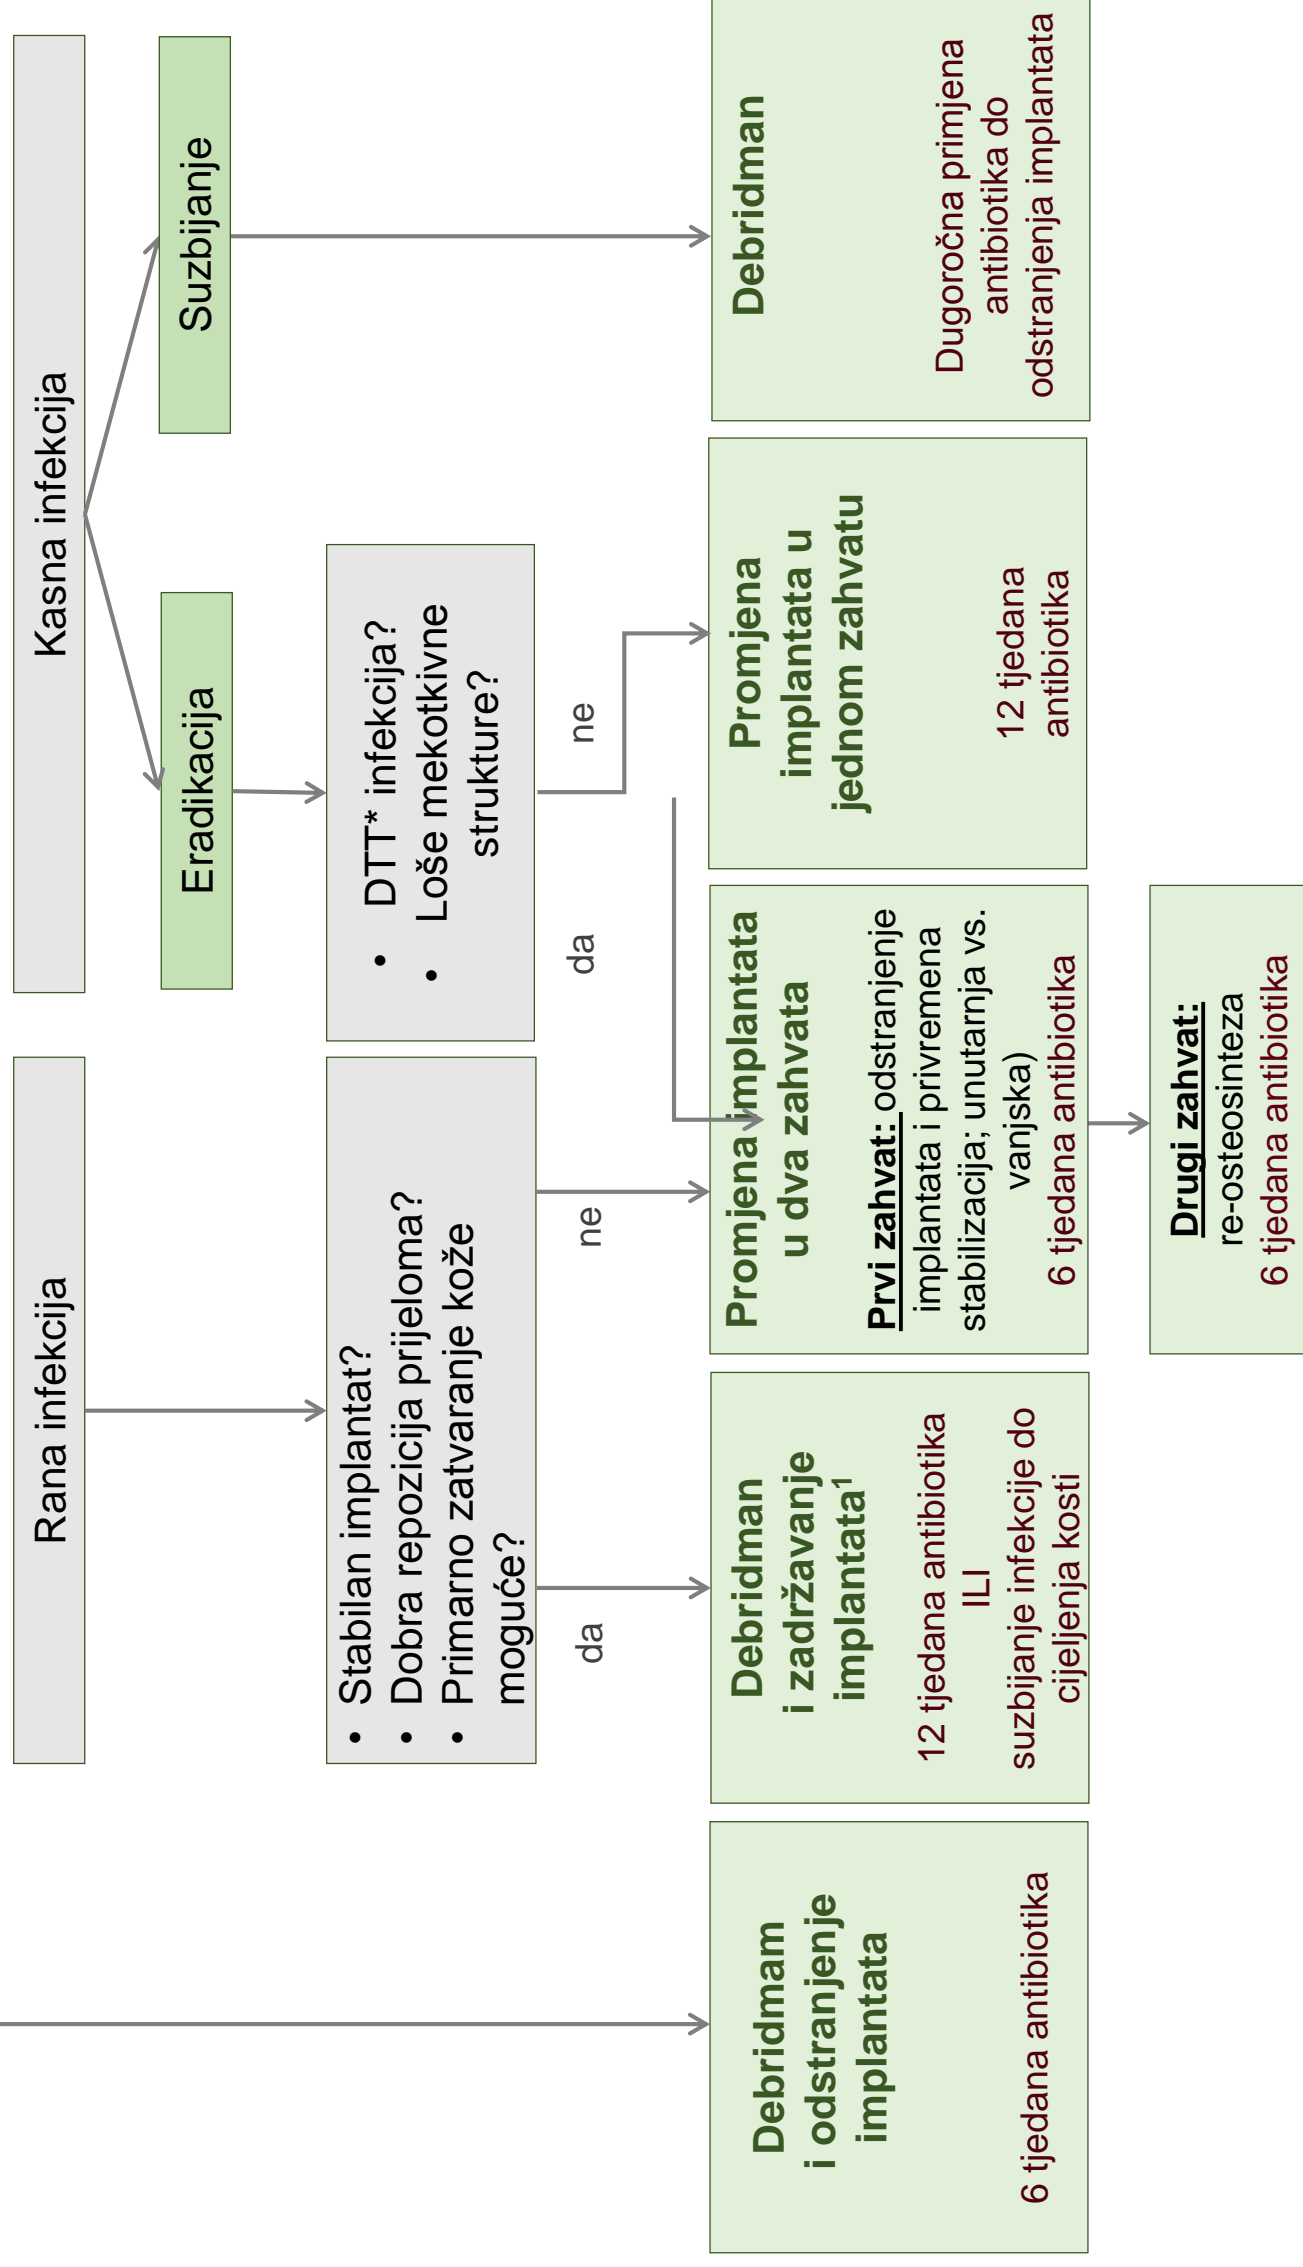 Rana infekcija
Kasna infekcija
Eradikacija
Suzbijanje
• Stabilan implantat?
• Dobra repozicija prijeloma?
• Primarno zatvaranje kože
moguće?
• DTT* infekcija?
• Loše mekotkivne
strukture?
da
ne
da
ne
Debridmam
i odstranjenje
implantata
6 tjedana antibiotika
Debridman
i zadržavanje
implantata¹
12 tjedana antibiotika
ILI
suzbijanje infekcije do
cijeljenja kosti
Promjena implantata
u dva zahvata
Prvi zahvat: odstranjenje
implantata i privremena
stabilizacija; unutarnja vs.
vanjska)
6 tjedana antibiotika
Promjena
implantata u
jednom zahvatu
12 tjedana
antibiotika
Debridman
Dugoročna primjena
antibiotika do
odstranjenja implantata
Drugi zahvat:
re-osteosinteza
6 tjedana antibiotika